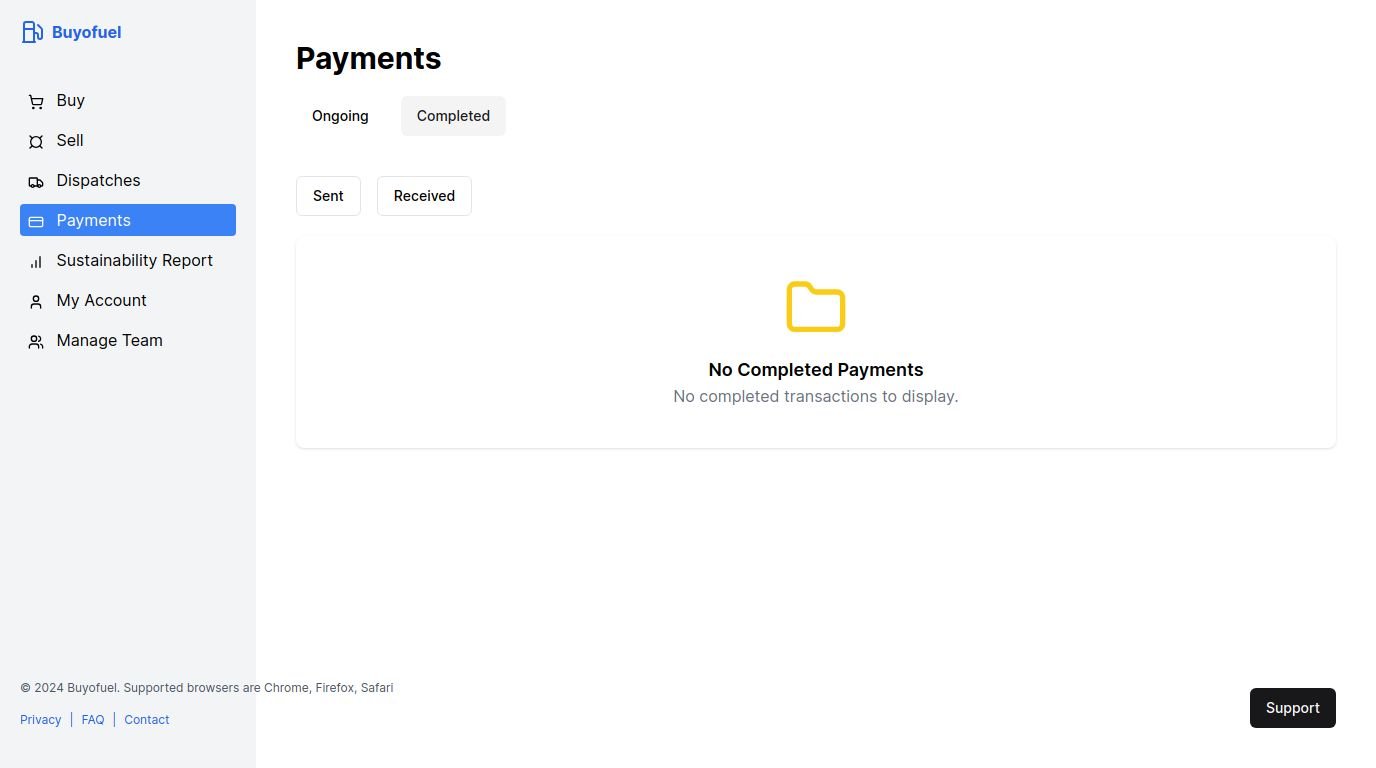 Buyofuel
Buy
Sell
Dispatches
Payments
Sustainability Report
My Account
Manage Team
Payments
Ongoing
Completed
Sent
Received
No Completed Payments
No completed transactions to display.
© 2024 Buyofuel. Supported browsers are Chrome, Firefox, Safari
Privacy | FAQ | Contact
Support